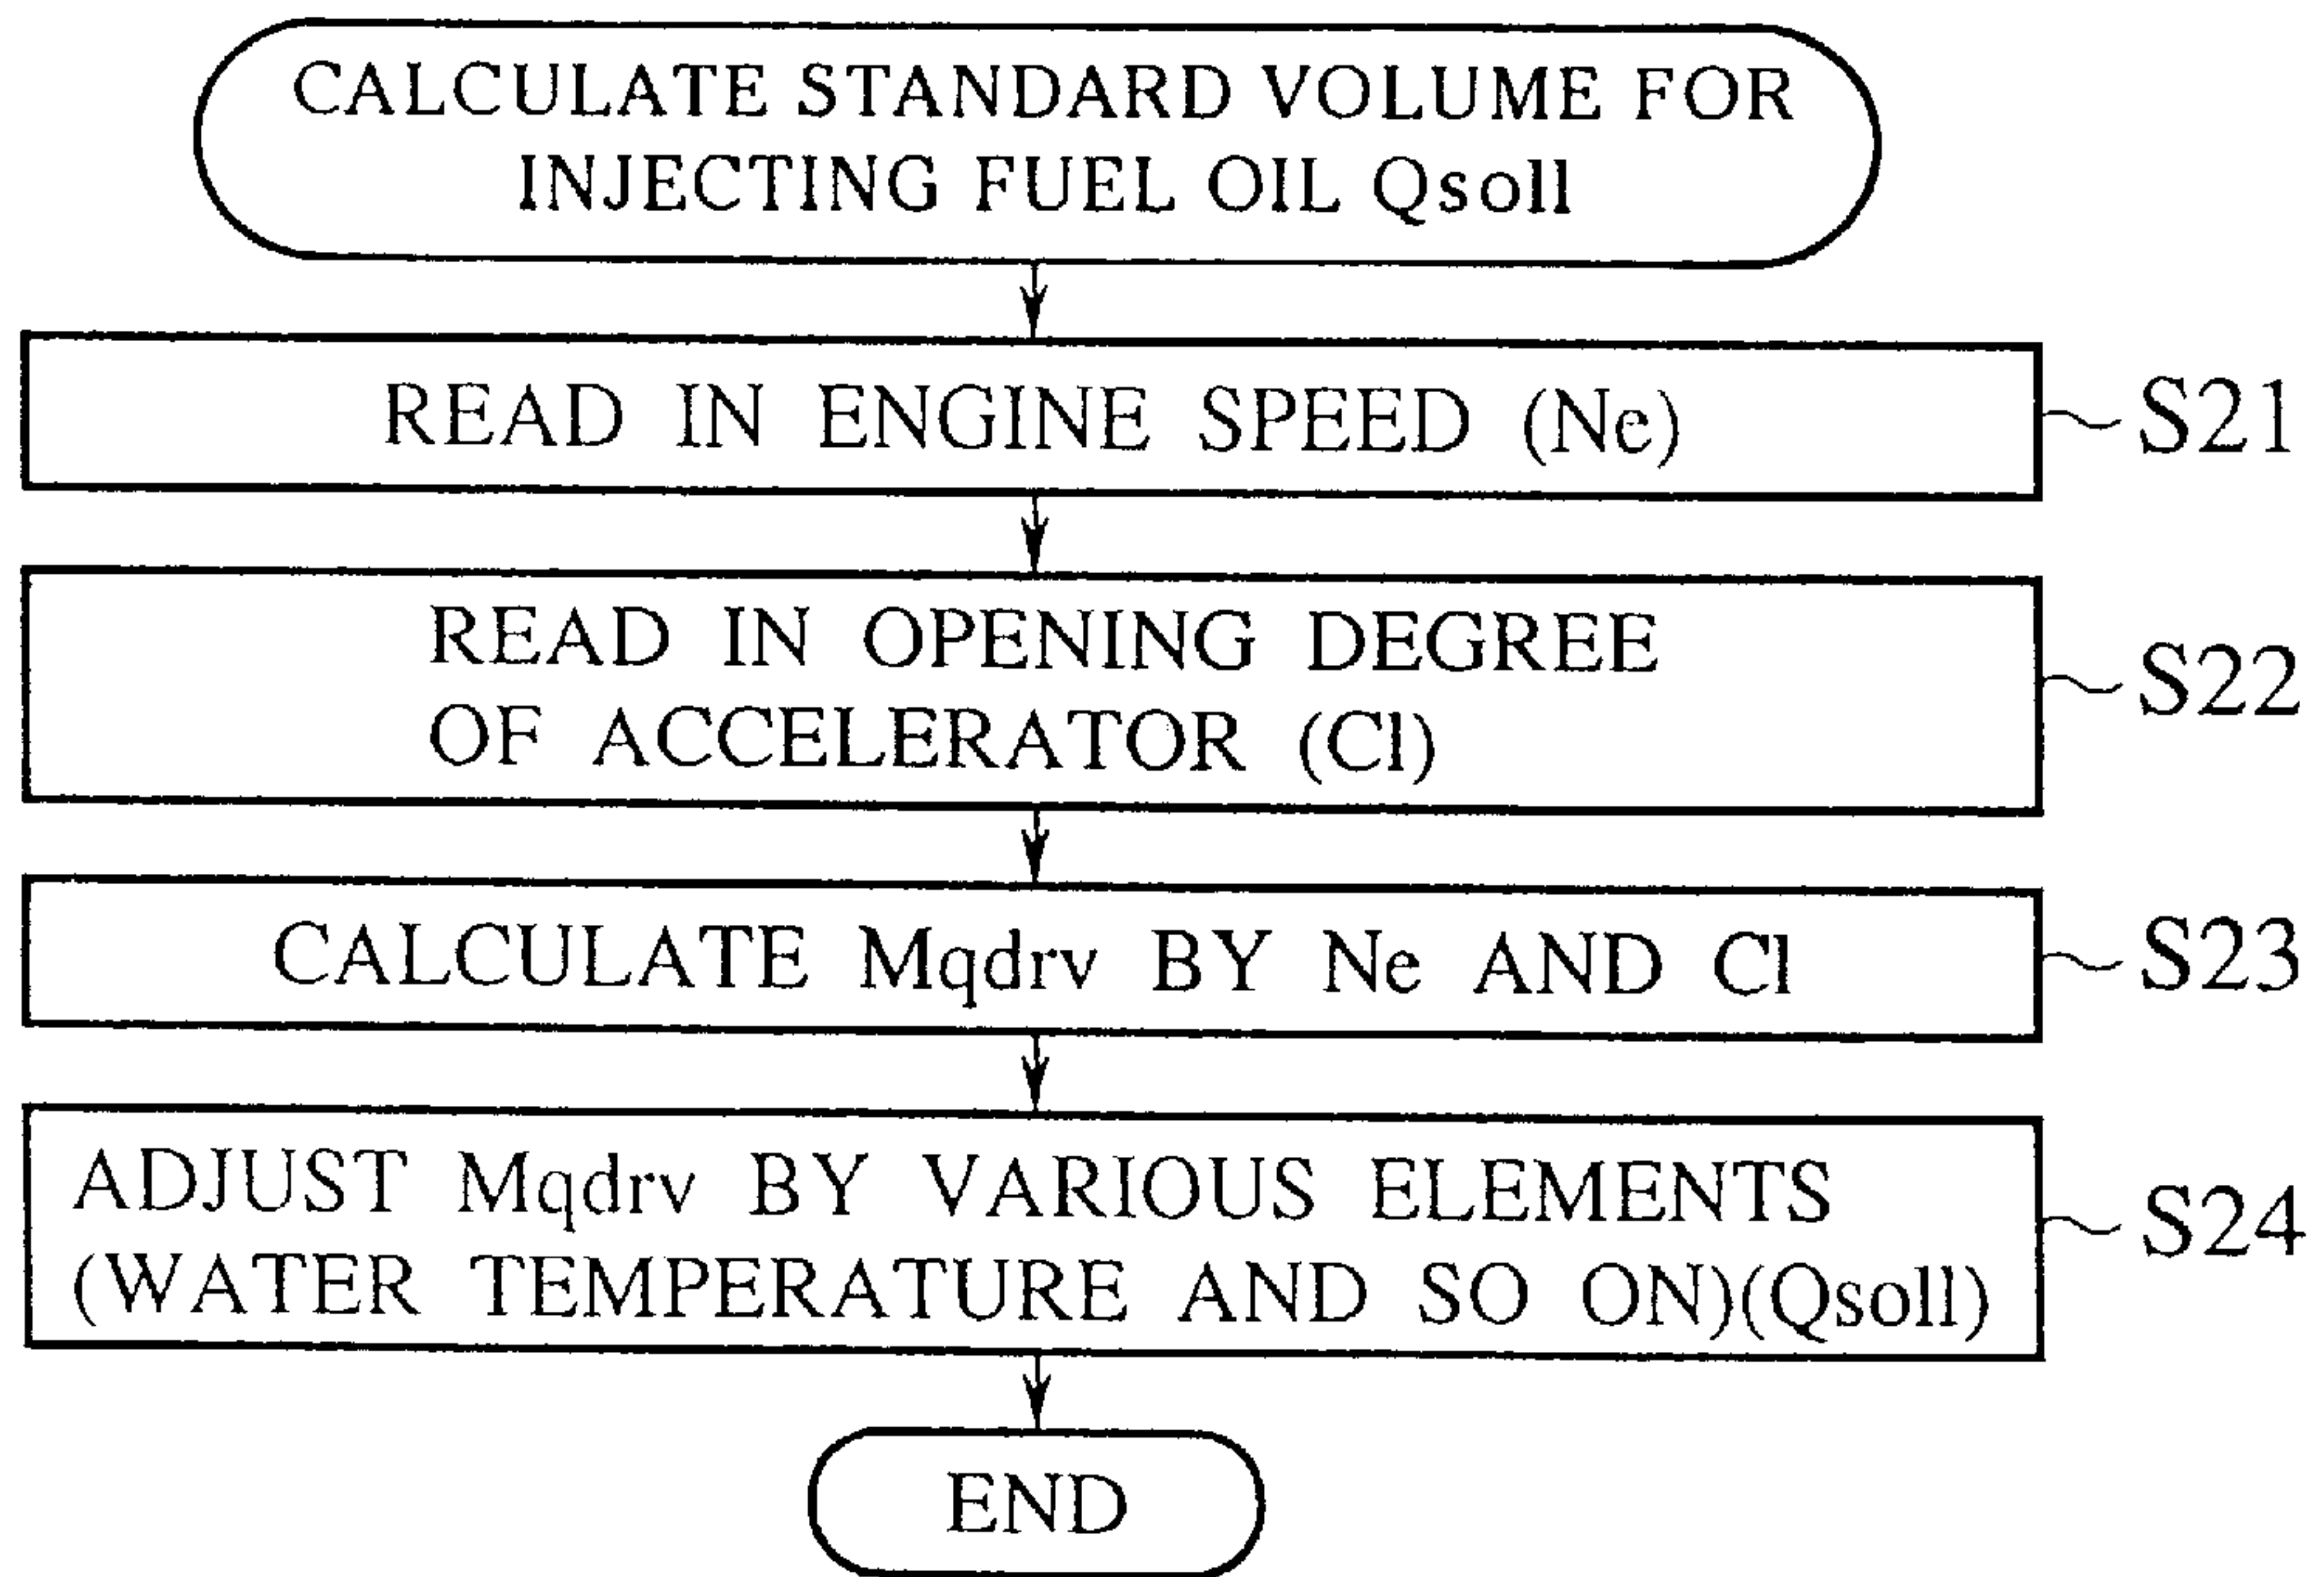 CALCULATE STANDARD VOLUME FOR
INJECTING FUEL OIL Qsoll
READ IN ENGINE SPEED (Ne)
S21
READ IN OPENING DEGREE
OF ACCELERATOR (Cl)
S22
CALCULATE Mqdrv BY Ne AND Cl
S23
ADJUST Mqdrv BY VARIOUS ELEMENTS
(WATER TEMPERATURE AND SO ON)(Qsoll)
S24
END